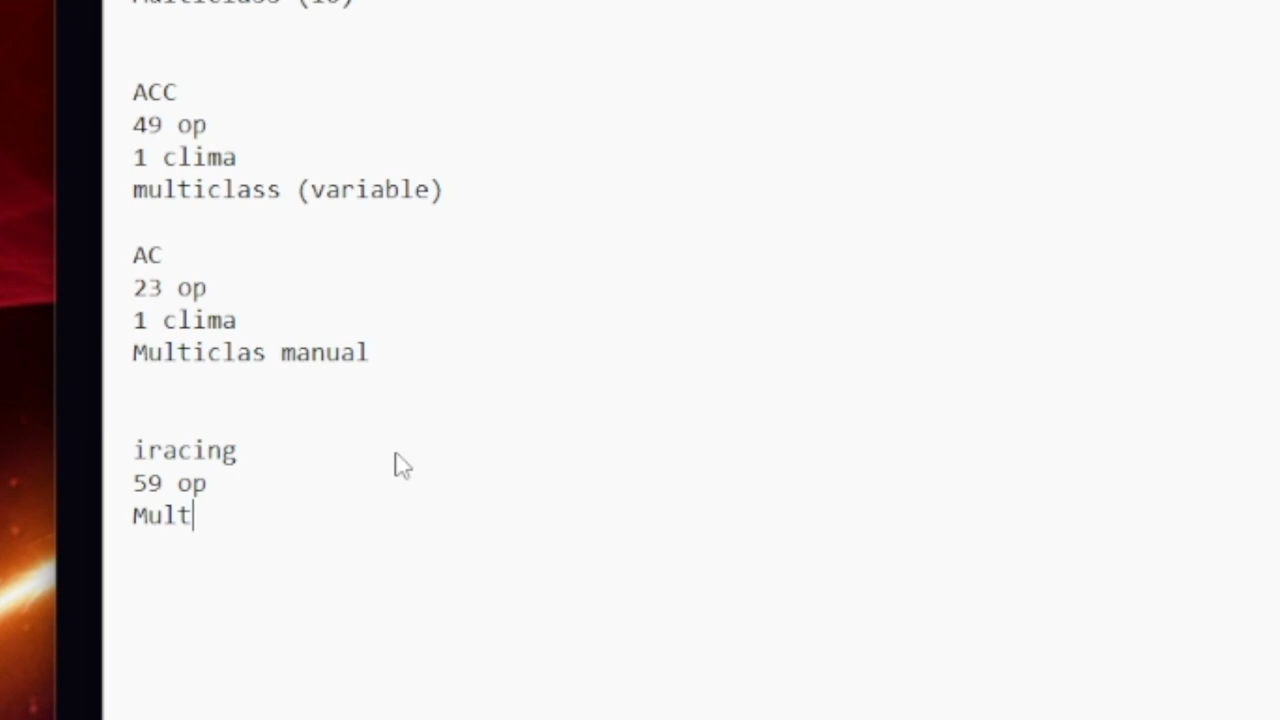 ACC
49 op
1 clima
multiclass (variable)
AC
23 op
1 clima
Multiclas manual
iracing
59 op
Mult